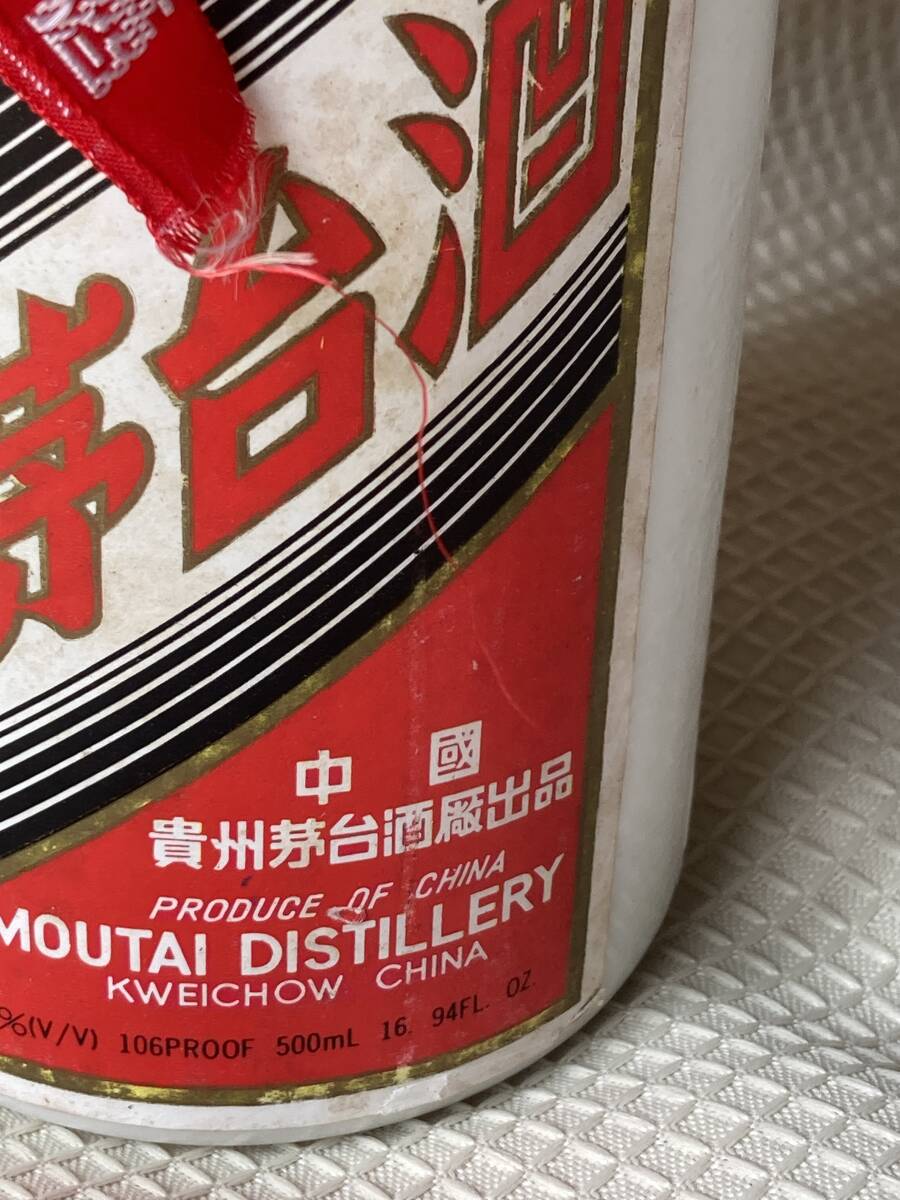 茅台酒
中國
貴州茅台酒厰出品
PRODUCE OF CHINA
MOUTAI DISTILLERY
KWEICHOW CHINA
%(V/V) 106PROOF 500mL 16. 94FL. OZ.